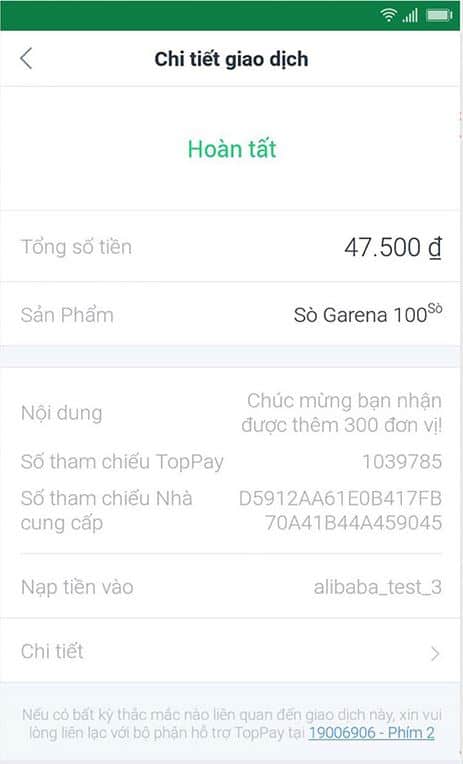 Chi tiết giao dịch
Hoàn tất
Tổng số tiền 47.500 ₫
Sản Phẩm Sò Garena 100Sò
Nội dung Chúc mừng bạn nhận
được thêm 300 đơn vị!
Số tham chiếu TopPay 1039785
Số tham chiếu Nhà D5912AA61E0B417FB
cung cấp 70A41B44A459045
Nạp tiền vào alibaba_test_3
Chi tiết
Nếu có bất kỳ thắc mắc nào liên quan đến giao dịch này, xin vui
lòng liên lạc với bộ phận hỗ trợ TopPay tại 19006906 - Phím 2